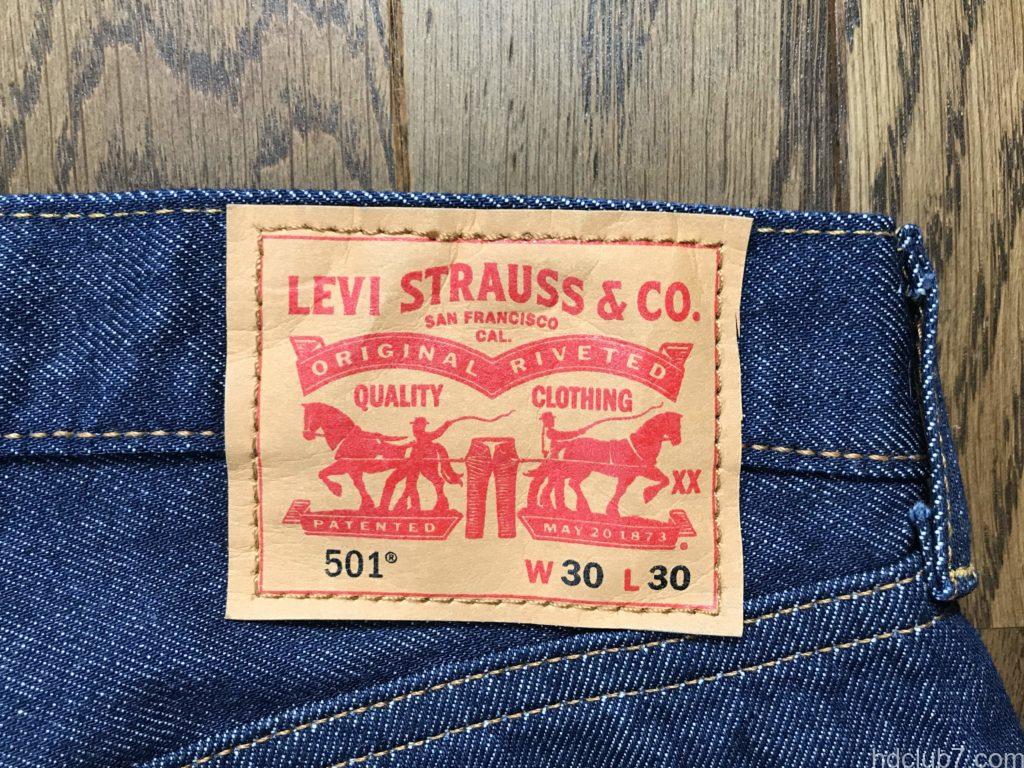 LEVI STRAUSS & CO.
SAN FRANCISCO
CAL.
ORIGINAL RIVETED
QUALITY CLOTHING
XX
PATENTED MAY 20 1873
501® W 30 L 30
hdclub7.com